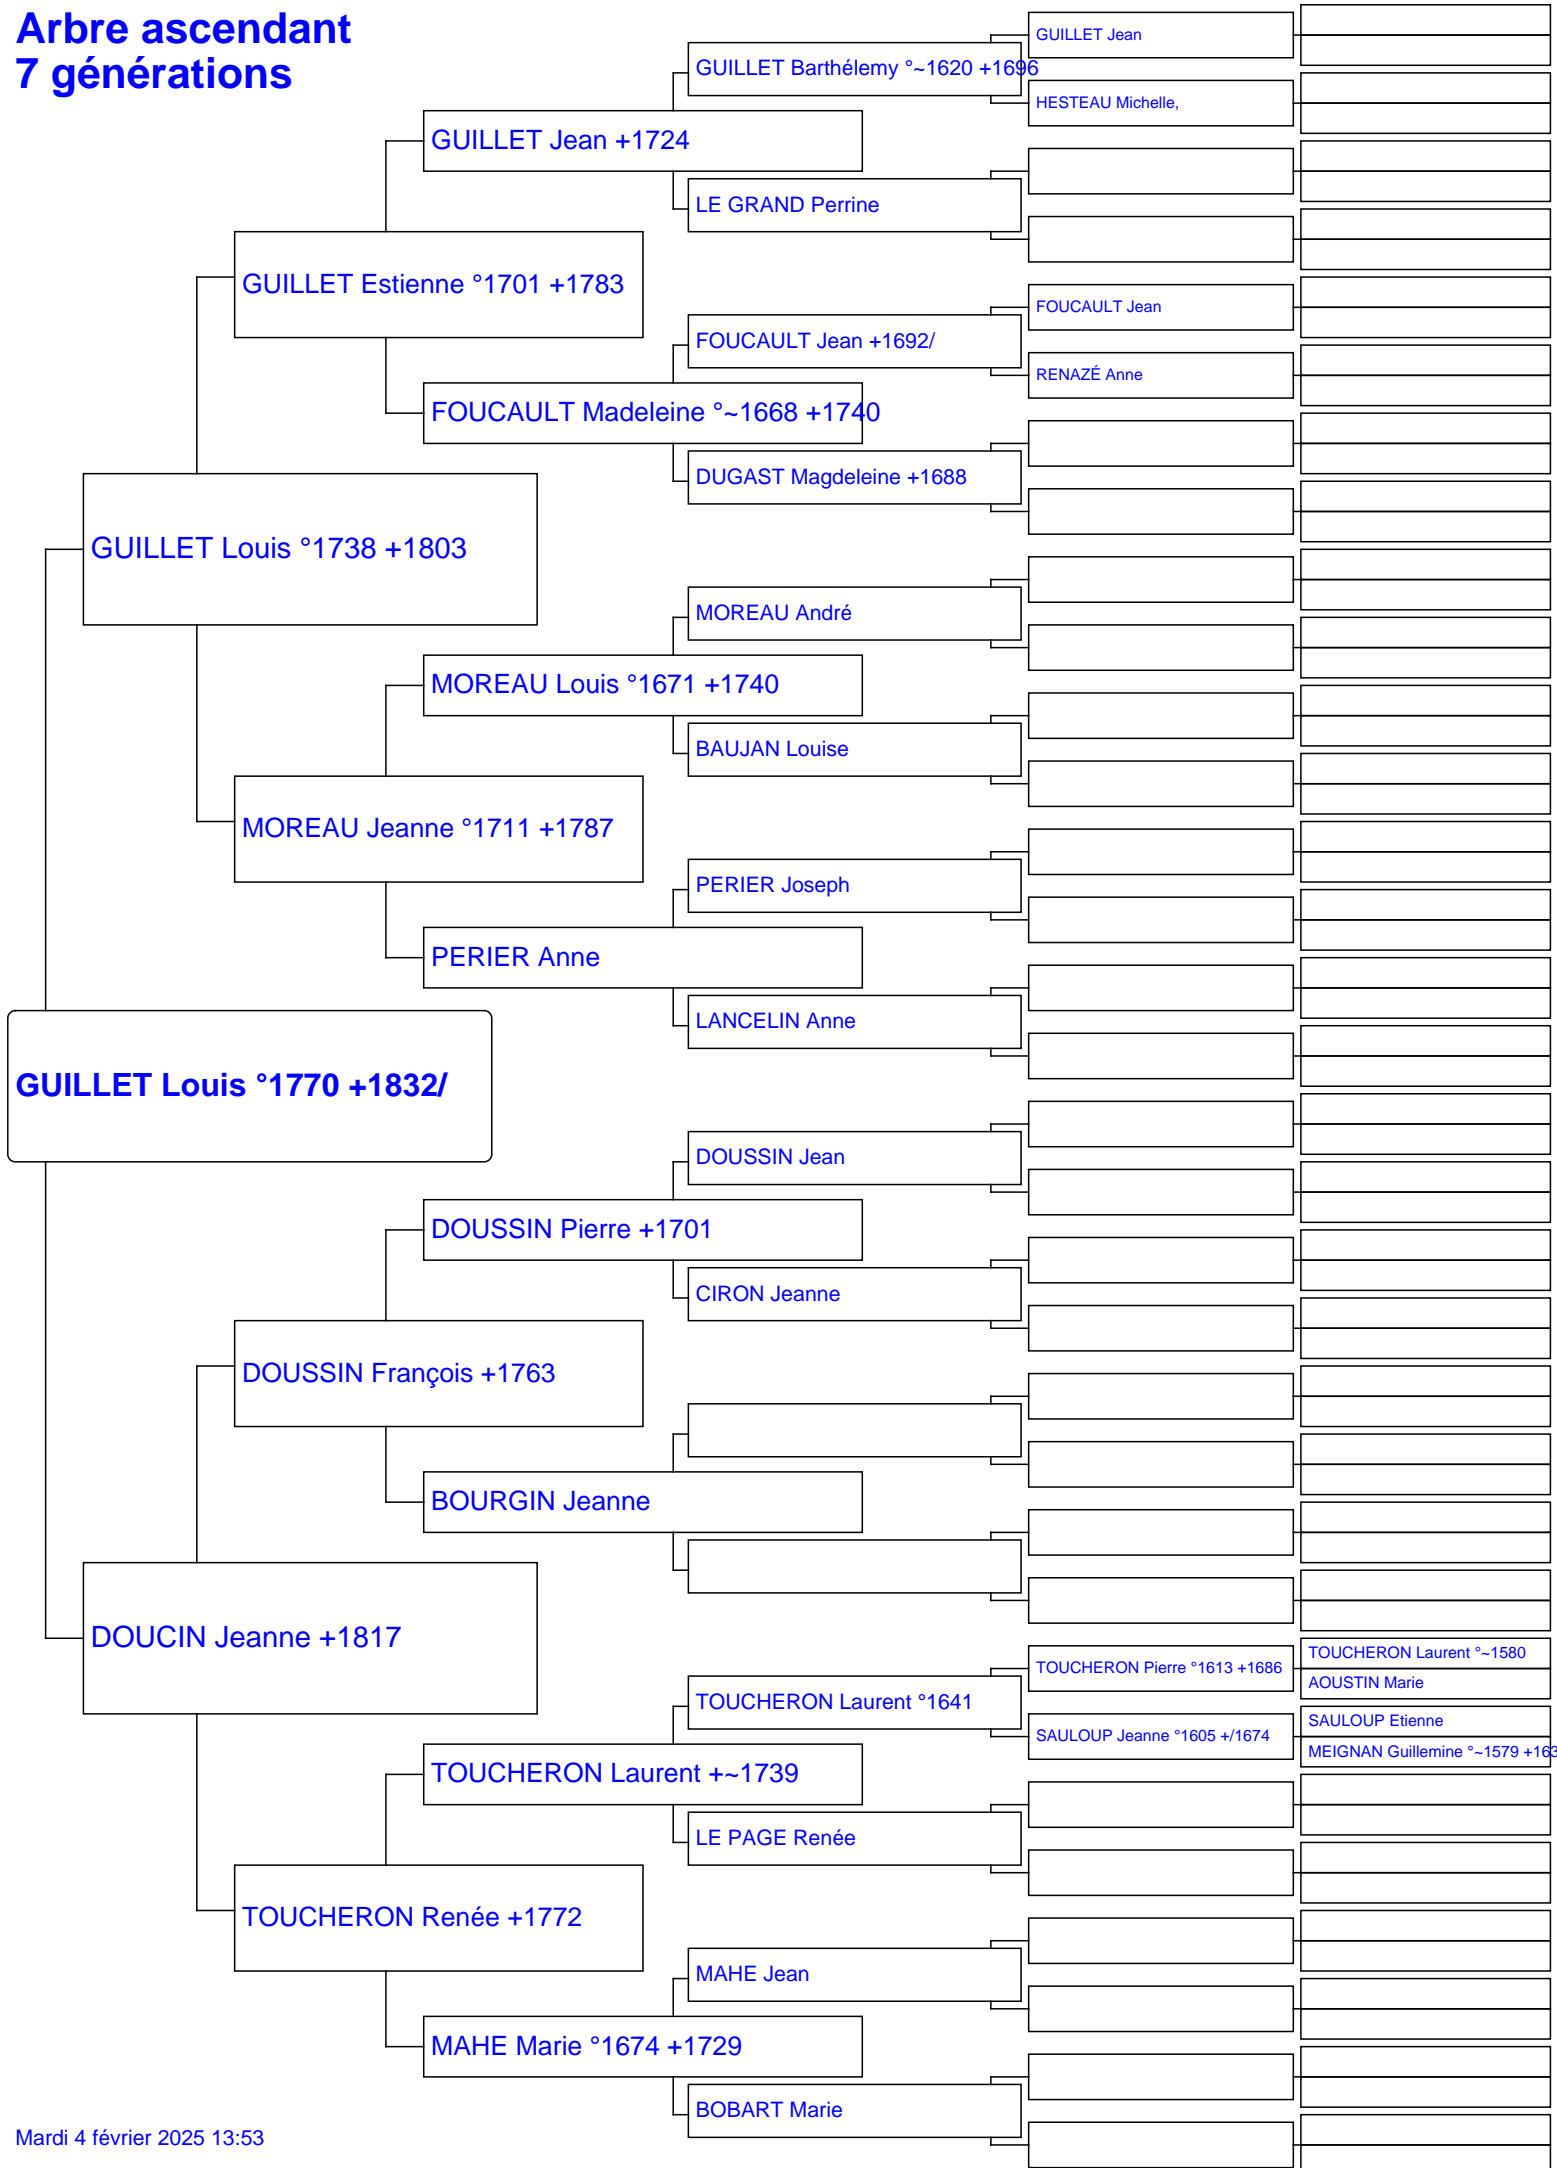 Arbre ascendant
7 générations
GUILLET Jean
GUILLET Barthélemy °~1620 +1696
HESTEAU Michelle,
GUILLET Jean +1724
LE GRAND Perrine
GUILLET Estienne °1701 +1783
FOUCAULT Jean
FOUCAULT Jean +1692/
RENAZÉ Anne
FOUCAULT Madeleine °~1668 +1740
DUGAST Magdeleine +1688
GUILLET Louis °1738 +1803
MOREAU André
MOREAU Louis °1671 +1740
BAUJAN Louise
MOREAU Jeanne °1711 +1787
PERIER Joseph
PERIER Anne
LANCELIN Anne
GUILLET Louis °1770 +1832/
DOUSSIN Jean
DOUSSIN Pierre +1701
CIRON Jeanne
DOUSSIN François +1763
BOURGIN Jeanne
DOUCIN Jeanne +1817
TOUCHERON Laurent °~1580
TOUCHERON Pierre °1613 +1686
AOUSTIN Marie
TOUCHERON Laurent °1641
SAULOUP Etienne
SAULOUP Jeanne °1605 +/1674
MEIGNAN Guillemine °~1579 +163
TOUCHERON Laurent +~1739
LE PAGE Renée
TOUCHERON Renée +1772
MAHE Jean
MAHE Marie °1674 +1729
BOBART Marie
Mardi 4 février 2025 13:53